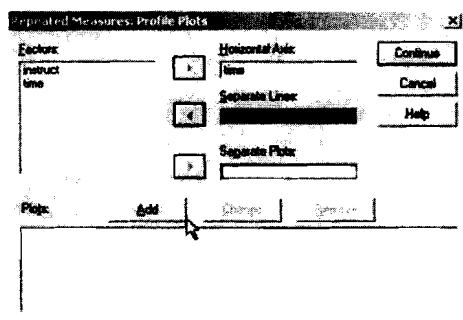 Repeated Measures: Profile Plots
Factors:
instruct
time
Horizontal Axis:
time
Separate Lines:
Separate Plots:
Continue
Cancel
Help
Plots:
Add
Change
Remove